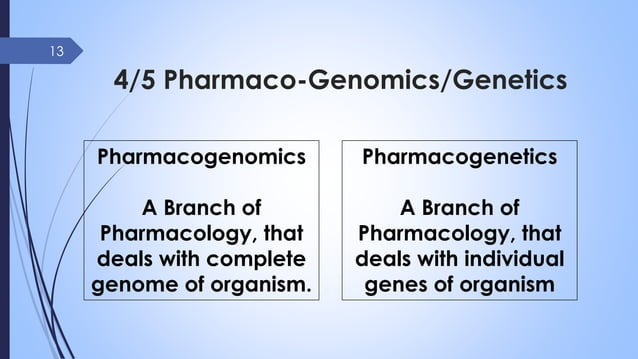 13
4/5 Pharmaco-Genomics/Genetics
Pharmacogenomics
A Branch of
Pharmacology, that
deals with complete
genome of organism.
Pharmacogenetics
A Branch of
Pharmacology, that
deals with individual
genes of organism